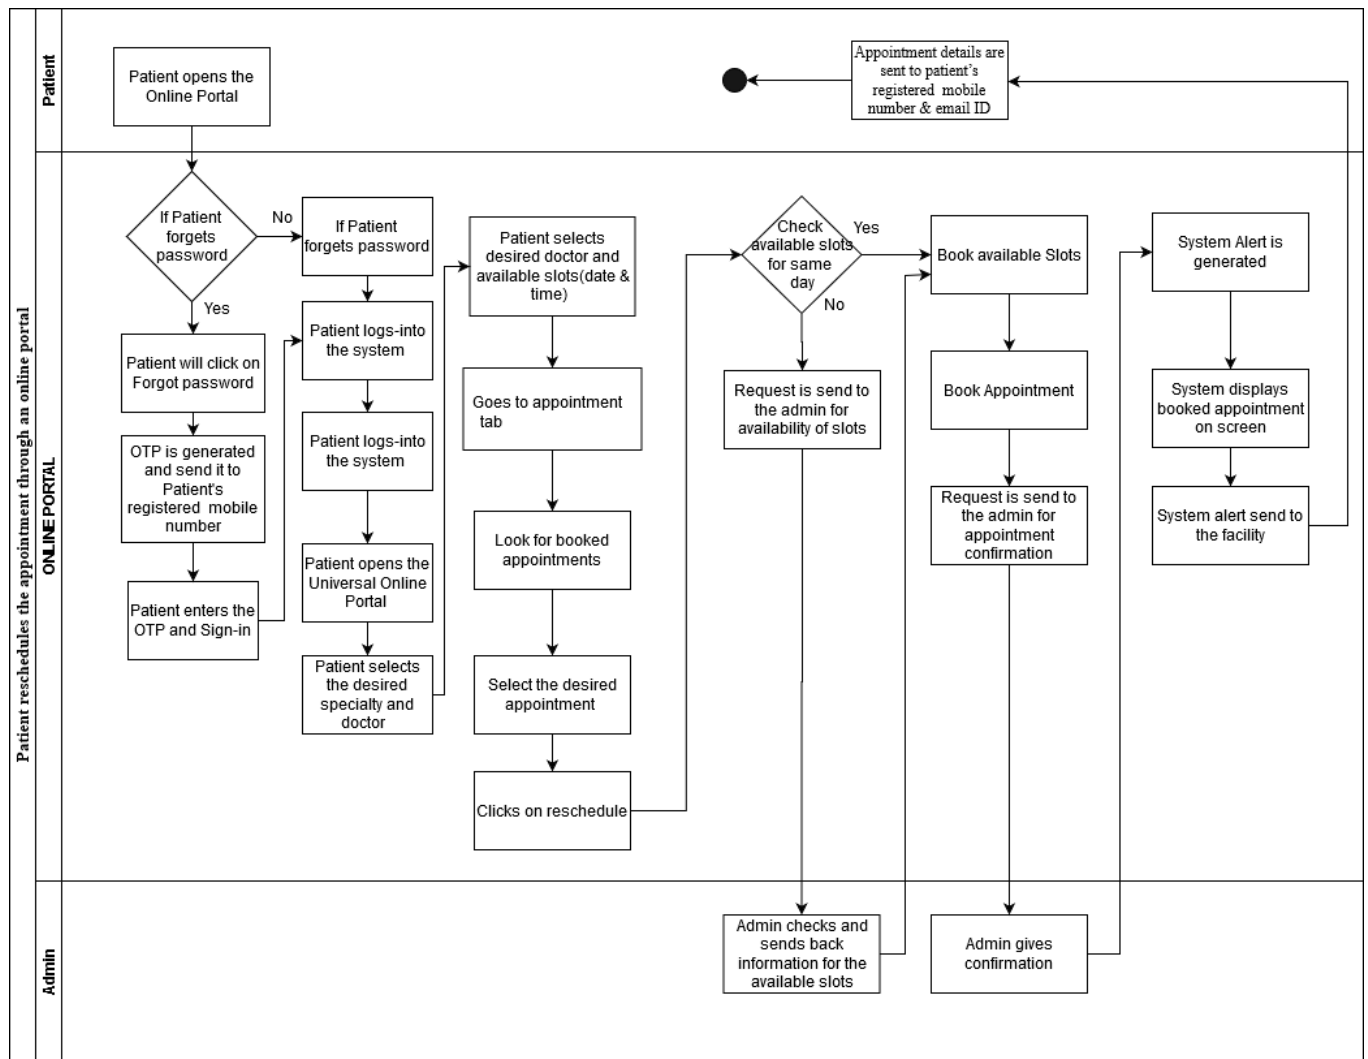 Patient reschedules the appointment through an online portal
Patient
Patient opens the
Online Portal
Appointment details are
sent to patient's
registered mobile
number & email ID
ONLINE PORTAL
If Patient
forgets
password
No
Yes
Patient will click on
Forgot password
OTP is generated
and send it to
Patient's
registered mobile
number
Patient enters the
OTP and Sign-in
If Patient
forgets password
Patient logs-into
the system
Patient logs-into
the system
Patient opens the
Universal Online
Portal
Patient selects
the desired
specialty and
doctor
Patient selects
desired doctor and
available slots(date &
time)
Goes to appointment
tab
Look for booked
appointments
Select the desired
appointment
Clicks on reschedule
Check
available slots
for same
day
Yes
No
Request is send to
the admin for
availability of slots
Book available Slots
Book Appointment
Request is send to
the admin for
appointment
confirmation
System Alert is
generated
System displays
booked appointment
on screen
System alert send to
the facility
Admin
Admin checks and
sends back
information for the
available slots
Admin gives
confirmation